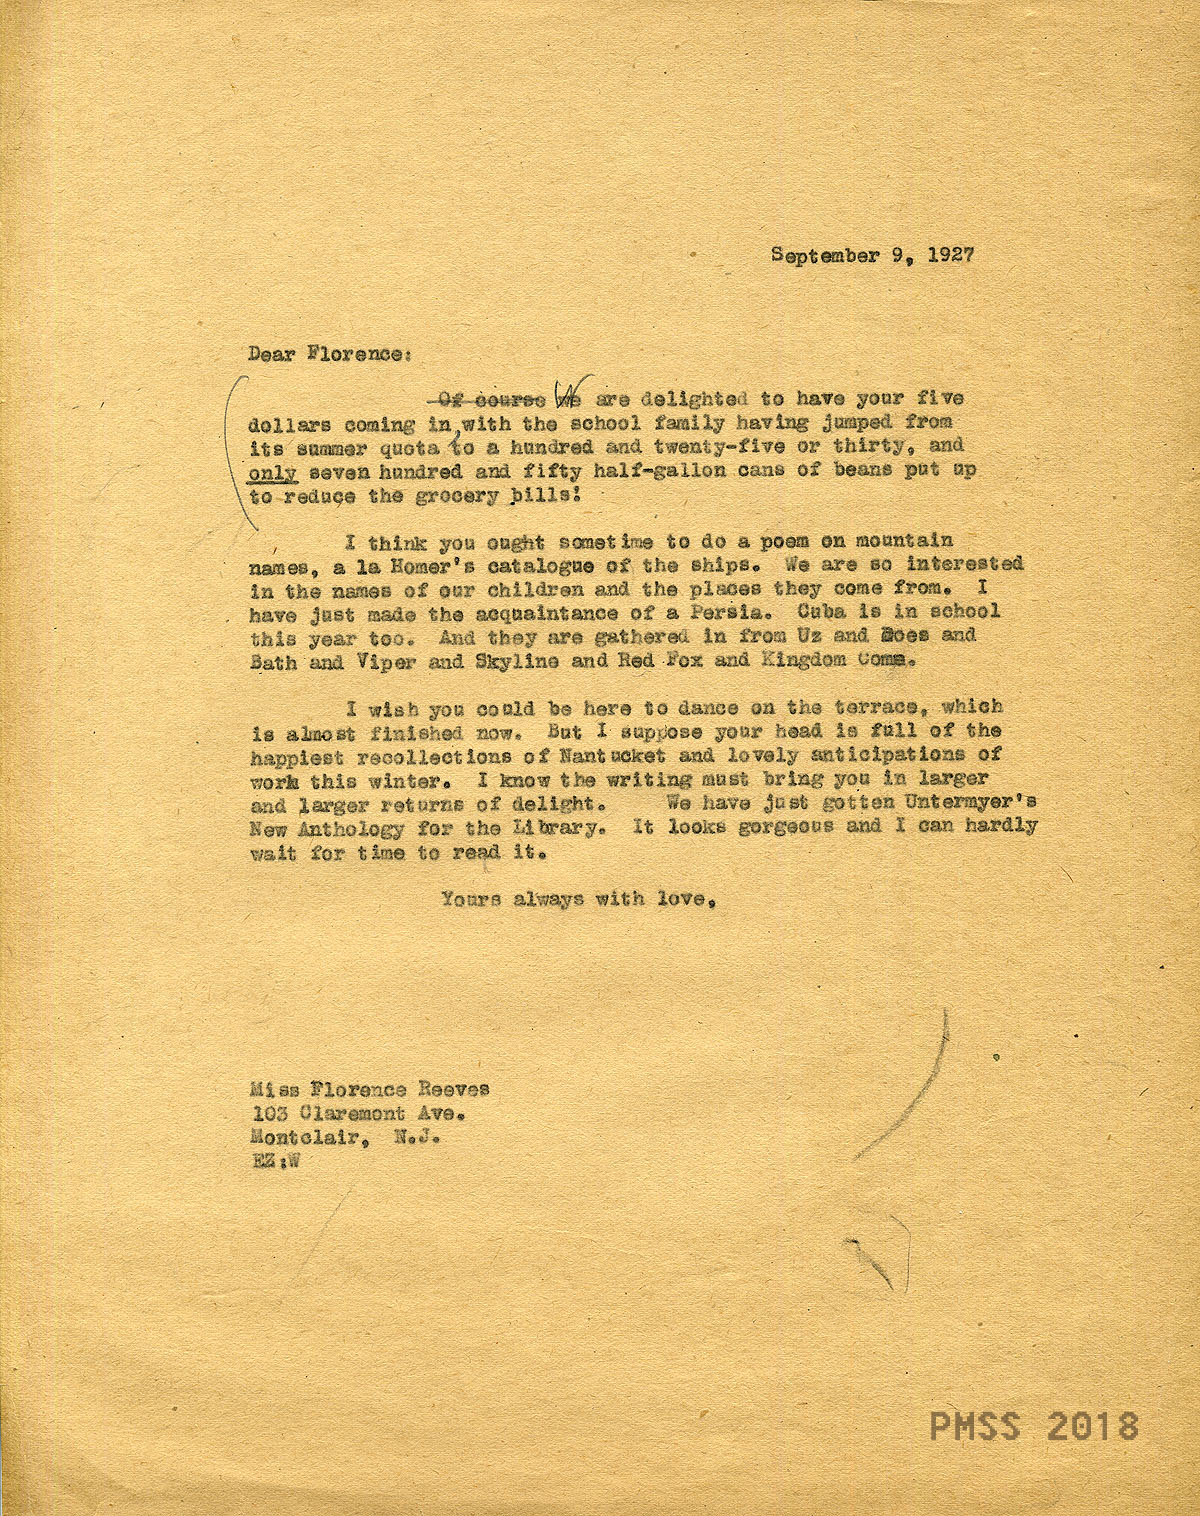 September 9, 1927
Dear Florence:
Of course We are delighted to have your five
dollars coming in, with the school family having jumped from
its summer quota to a hundred and twenty-five or thirty, and
only seven hundred and fifty half-gallon cans of beans put up
to reduce the grocery bills!
I think you ought sometime to do a poem on mountain
names, a la Homer's catalogue of the ships. We are so interested
in the names of our children and the places they come from. I
have just made the acquaintance of a Persia. Cuba is in school
this year too. And they are gathered in from Uz and Does and
Bath and Viper and Skyline and Red Fox and Kingdom Come.
I wish you could be here to dance on the terrace, which
is almost finished now. But I suppose your head is full of the
happiest recollections of Nantucket and lovely anticipations of
work this winter. I know the writing must bring you in larger
and larger returns of delight. We have just gotten Untermyer's
New Anthology for the Library. It looks gorgeous and I can hardly
wait for time to read it.
Yours always with love,
Miss Florence Reeves
103 Claremont Ave.
Montclair, N.J.
EZ:W
PMSS 2018